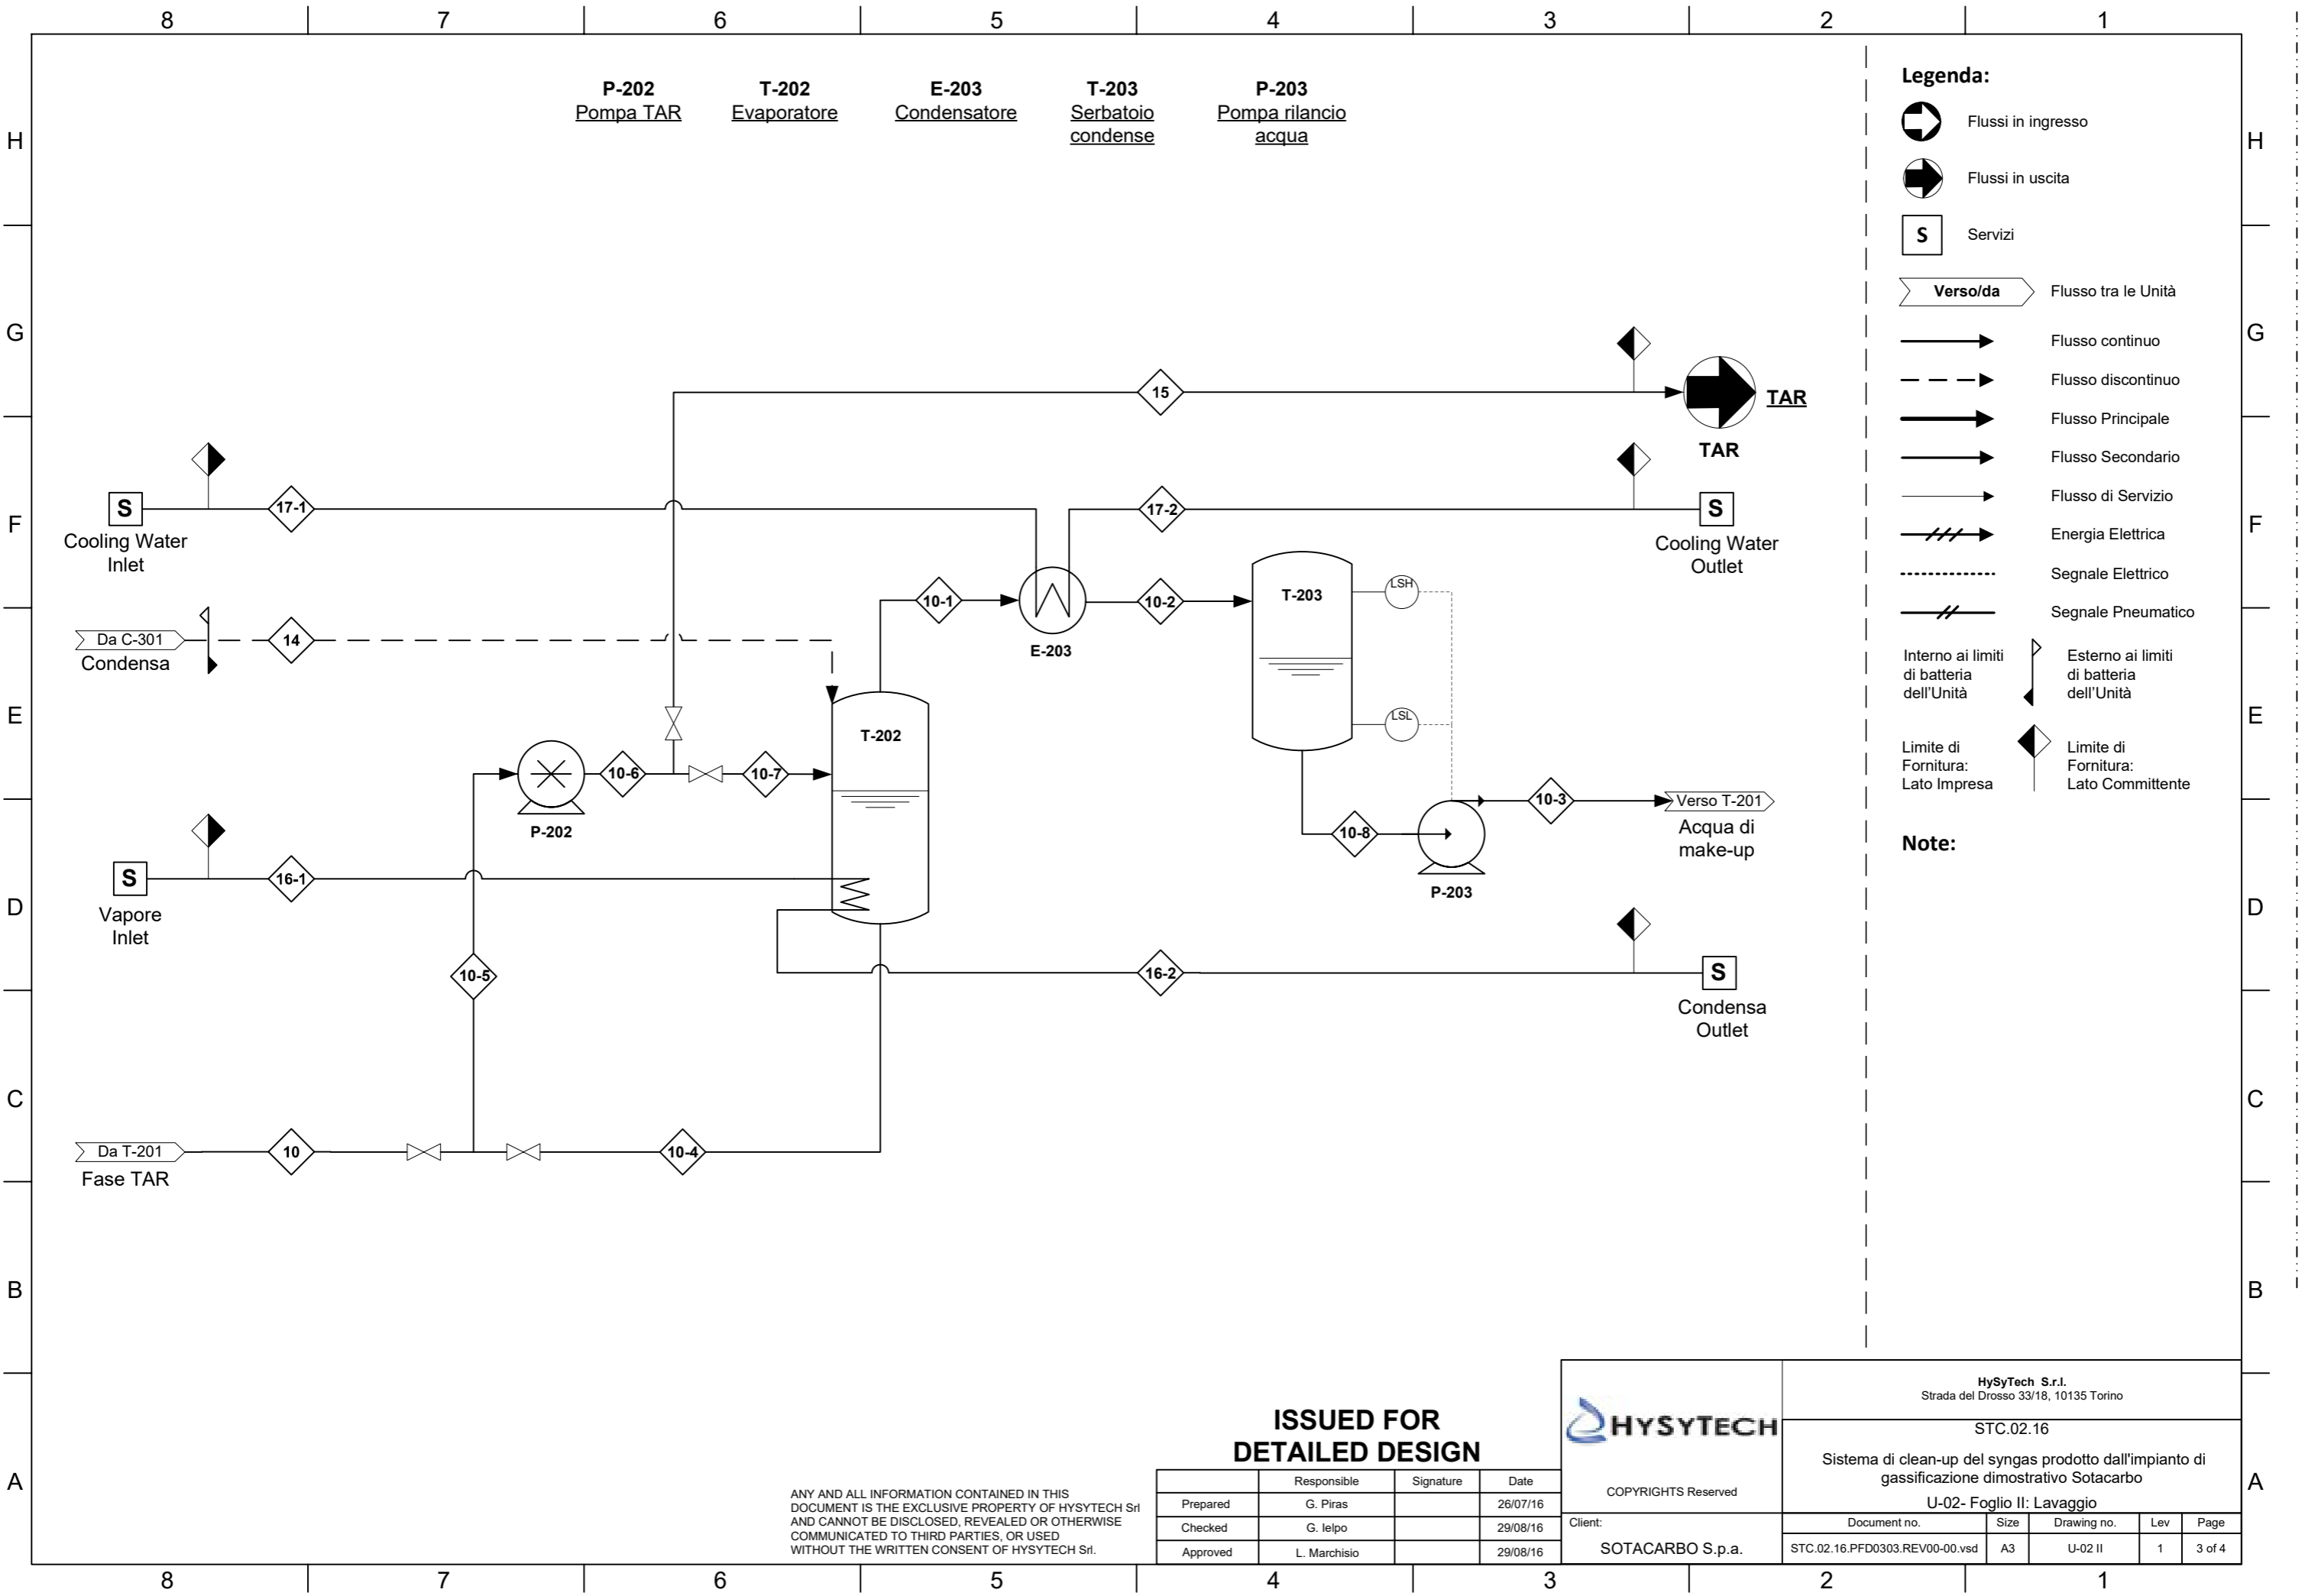 8 7 6 5 4 3 2 1
H
G
F
E
D
C
B
A
P-202
Pompa TAR
T-202
Evaporatore
E-203
Condensatore
T-203
Serbatoio
condense
P-203
Pompa rilancio
acqua
15
TAR
TAR
S
Cooling Water
Inlet
17-1
17-2
S
Cooling Water
Outlet
Da C-301
Condensa
14
10-1
E-203
10-2
T-203
LSH
LSL
T-202
P-202
10-6
10-7
10-8
P-203
10-3
Verso T-201
Acqua di
make-up
S
Vapore
Inlet
16-1
10-5
16-2
S
Condensa
Outlet
Da T-201
Fase TAR
10
10-4
Legenda:
Flussi in ingresso
Flussi in uscita
S
Servizi
Verso/da
Flusso tra le Unità
Flusso continuo
Flusso discontinuo
Flusso Principale
Flusso Secondario
Flusso di Servizio
Energia Elettrica
Segnale Elettrico
Segnale Pneumatico
Interno ai limiti
di batteria
dell'Unità
Esterno ai limiti
di batteria
dell'Unità
Limite di
Fornitura:
Lato Impresa
Limite di
Fornitura:
Lato Committente
Note:
H
G
F
E
D
C
B
A
ANY AND ALL INFORMATION CONTAINED IN THIS
DOCUMENT IS THE EXCLUSIVE PROPERTY OF HYSYTECH Srl
AND CANNOT BE DISCLOSED, REVEALED OR OTHERWISE
COMMUNICATED TO THIRD PARTIES, OR USED
WITHOUT THE WRITTEN CONSENT OF HYSYTECH Srl.
ISSUED FOR
DETAILED DESIGN
Responsible Signature Date
Prepared G. Piras 26/07/16
Checked G. Ielpo 29/08/16
Approved L. Marchisio 29/08/16
HYSYTECH
COPYRIGHTS Reserved
Client:
SOTACARBO S.p.a.
HySyTech S.r.l.
Strada del Drosso 33/18, 10135 Torino
STC.02.16
Sistema di clean-up del syngas prodotto dall'impianto di
gassificazione dimostrativo Sotacarbo
U-02- Foglio II: Lavaggio
Document no. Size Drawing no. Lev Page
STC.02.16.PFD0303.REV00-00.vsd A3 U-02 II 1 3 of 4
8 7 6 5 4 3 2 1